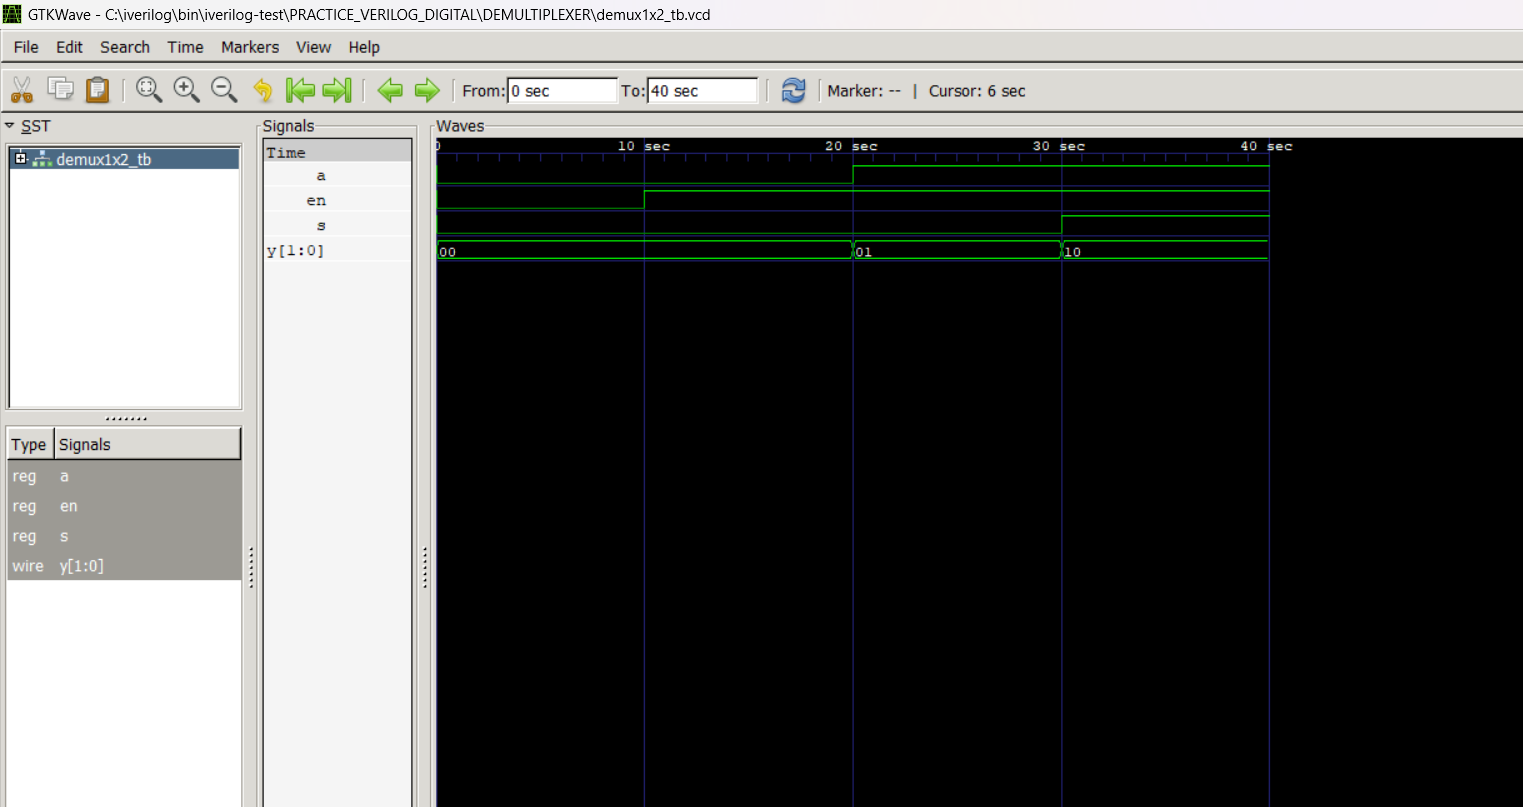 GTKWave - C:\iverilog\bin\iverilog-test\PRACTICE_VERILOG_DIGITAL\DEMULTIPLEXER\demux1x2_tb.vcd
File Edit Search Time Markers View Help
From: 0 sec To: 40 sec Marker: -- | Cursor: 6 sec
SST
demux1x2_tb
Type Signals
reg a
reg en
reg s
wire y[1:0]
Signals
Time
a
en
s
y[1:0]
Waves
0 10 sec 20 sec 30 sec 40 sec
00 01 10